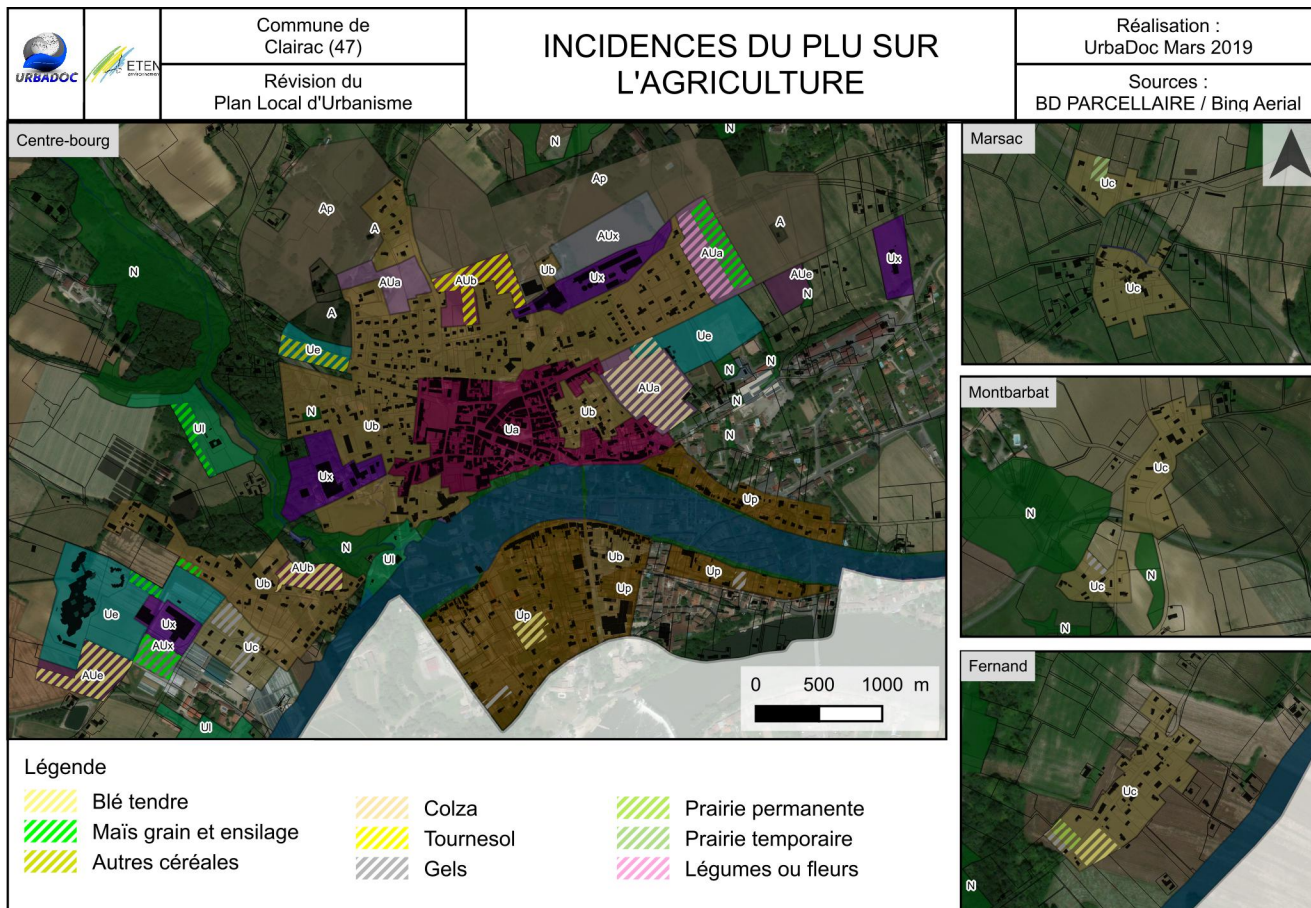 URBADOC
ETEN
environnement
Commune de
Clairac (47)
Révision du
Plan Local d'Urbanisme
INCIDENCES DU PLU SUR
L'AGRICULTURE
Réalisation :
UrbaDoc Mars 2019
Sources :
BD PARCELLAIRE / Bing Aerial
Centre-bourg
N
N
Ap
Ap
A
A
N
AUx
AUa
AUa
AUb
Ub
Ux
AUe
N
Ux
A
Ue
Ue
N
N
N
N
N
AUa
Ul
N
Ub
Ua
Ub
Ux
Up
N
Ul
AUb
Ub
Ub
Up
Up
Up
Ue
Ux
AUx
Uc
AUe
Ul
0 500 1000 m
Marsac
Uc
Uc
Montbarbat
Uc
N
Uc
N
N
Fernand
Uc
N
Légende
Blé tendre
Maïs grain et ensilage
Autres céréales
Colza
Tournesol
Gels
Prairie permanente
Prairie temporaire
Légumes ou fleurs